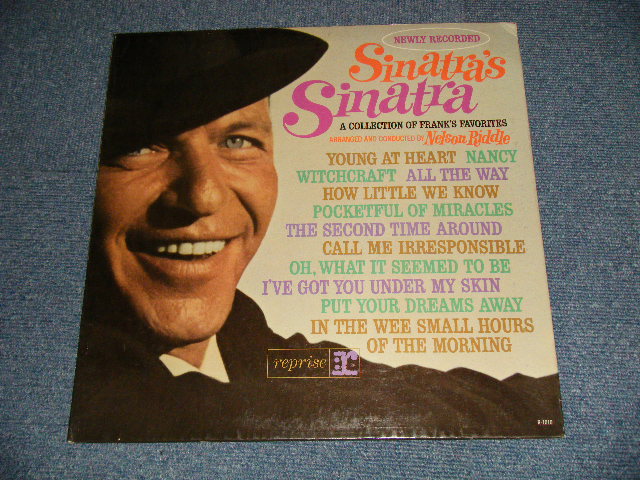 NEWLY RECORDED
Sinatra's
Sinatra
A COLLECTION OF FRANK'S FAVORITES
ARRANGED AND CONDUCTED BY Nelson Riddle
YOUNG AT HEART NANCY
WITCHCRAFT ALL THE WAY
HOW LITTLE WE KNOW
POCKETFUL OF MIRACLES
THE SECOND TIME AROUND
CALL ME IRRESPONSIBLE
OH, WHAT IT SEEMED TO BE
I'VE GOT YOU UNDER MY SKIN
PUT YOUR DREAMS AWAY
IN THE WEE SMALL HOURS
OF THE MORNING
reprise r:
R-1010